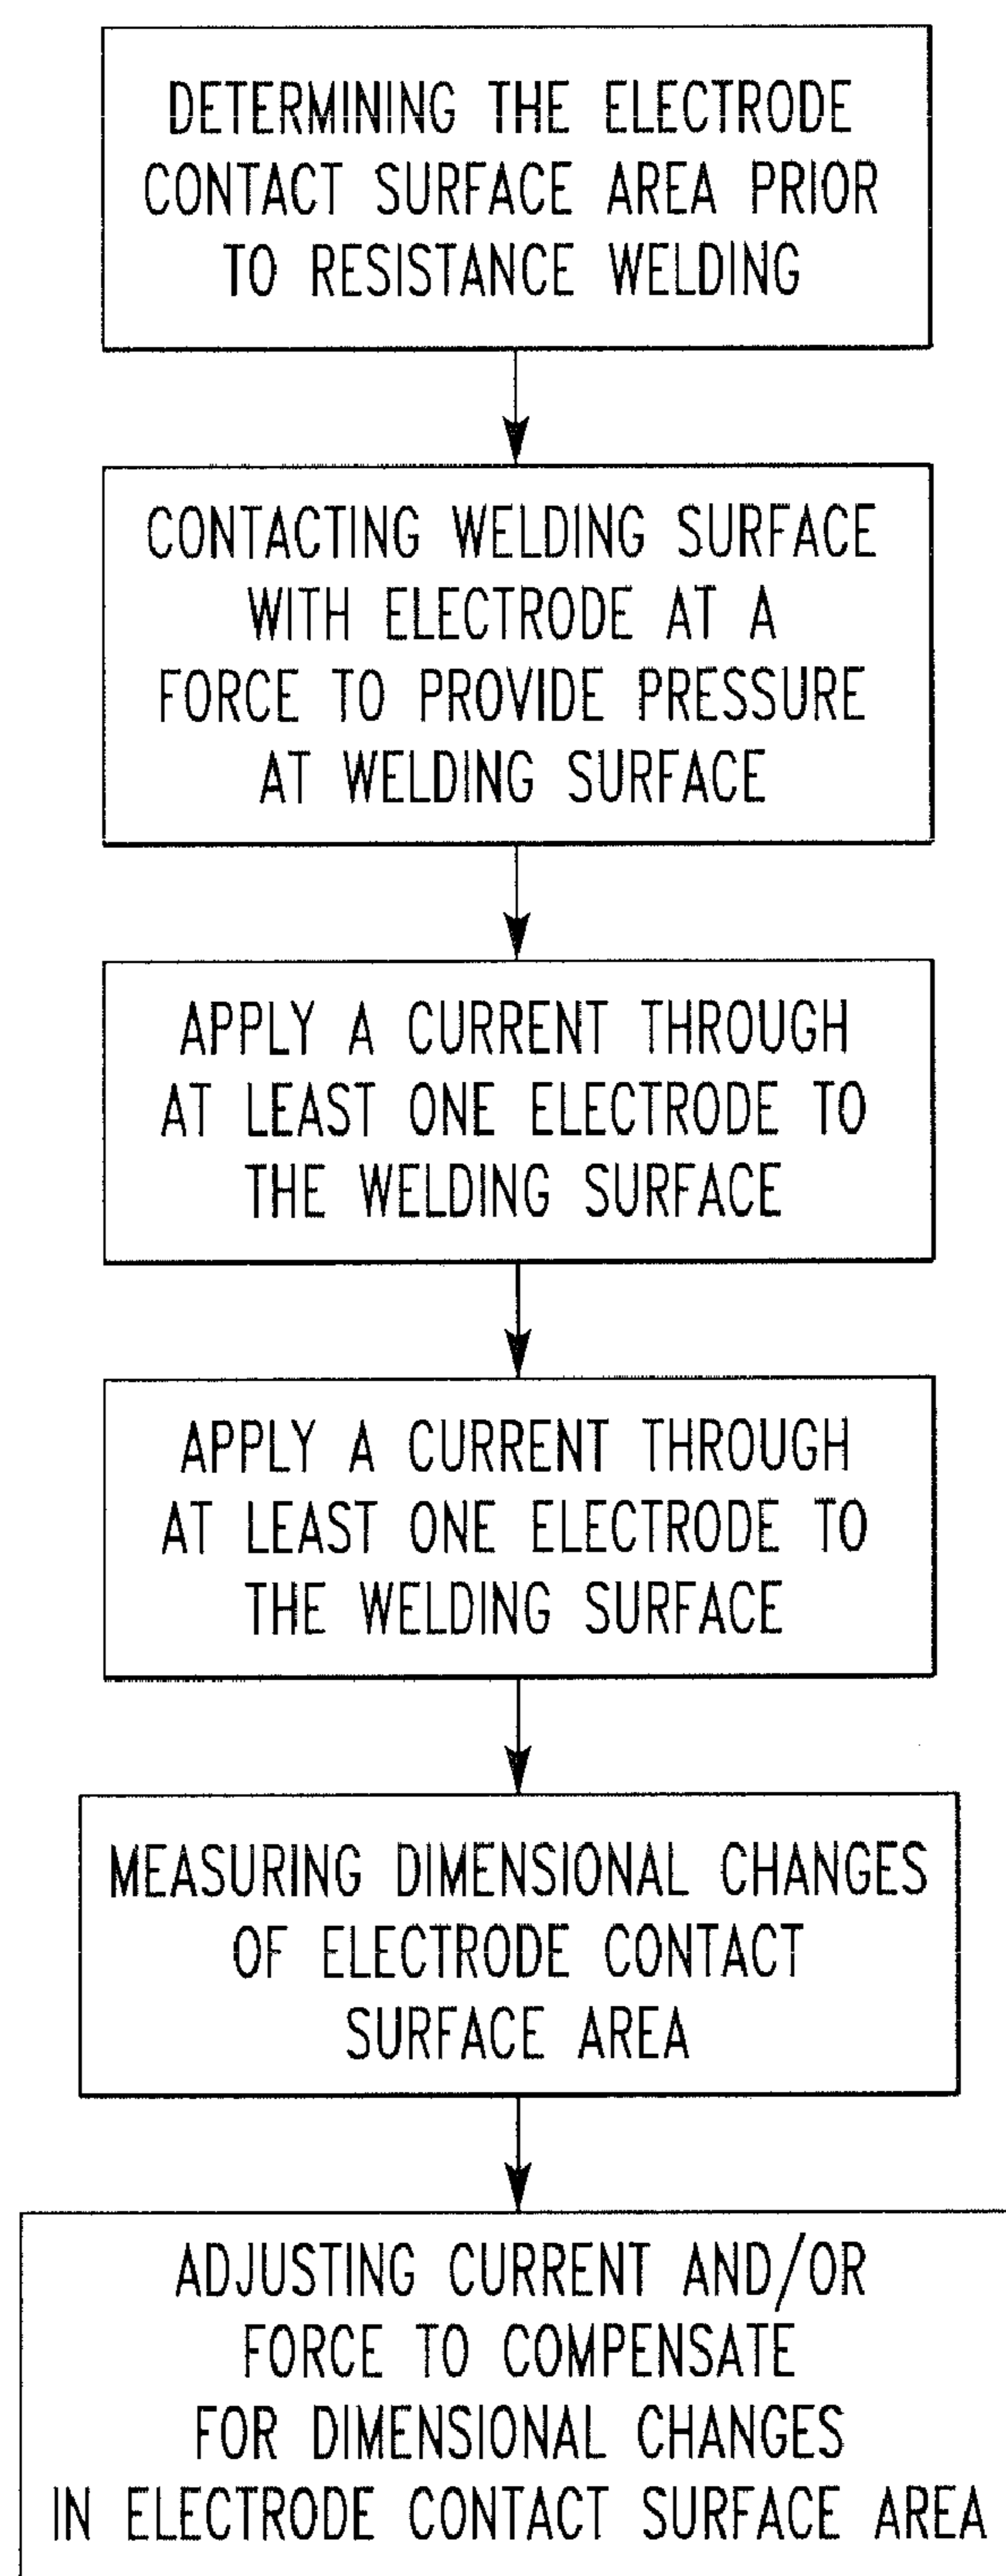 DETERMINING THE ELECTRODE
CONTACT SURFACE AREA PRIOR
TO RESISTANCE WELDING
CONTACTING WELDING SURFACE
WITH ELECTRODE AT A
FORCE TO PROVIDE PRESSURE
AT WELDING SURFACE
APPLY A CURRENT THROUGH
AT LEAST ONE ELECTRODE TO
THE WELDING SURFACE
APPLY A CURRENT THROUGH
AT LEAST ONE ELECTRODE TO
THE WELDING SURFACE
MEASURING DIMENSIONAL CHANGES
OF ELECTRODE CONTACT
SURFACE AREA
ADJUSTING CURRENT AND/OR
FORCE TO COMPENSATE
FOR DIMENSIONAL CHANGES
IN ELECTRODE CONTACT SURFACE AREA